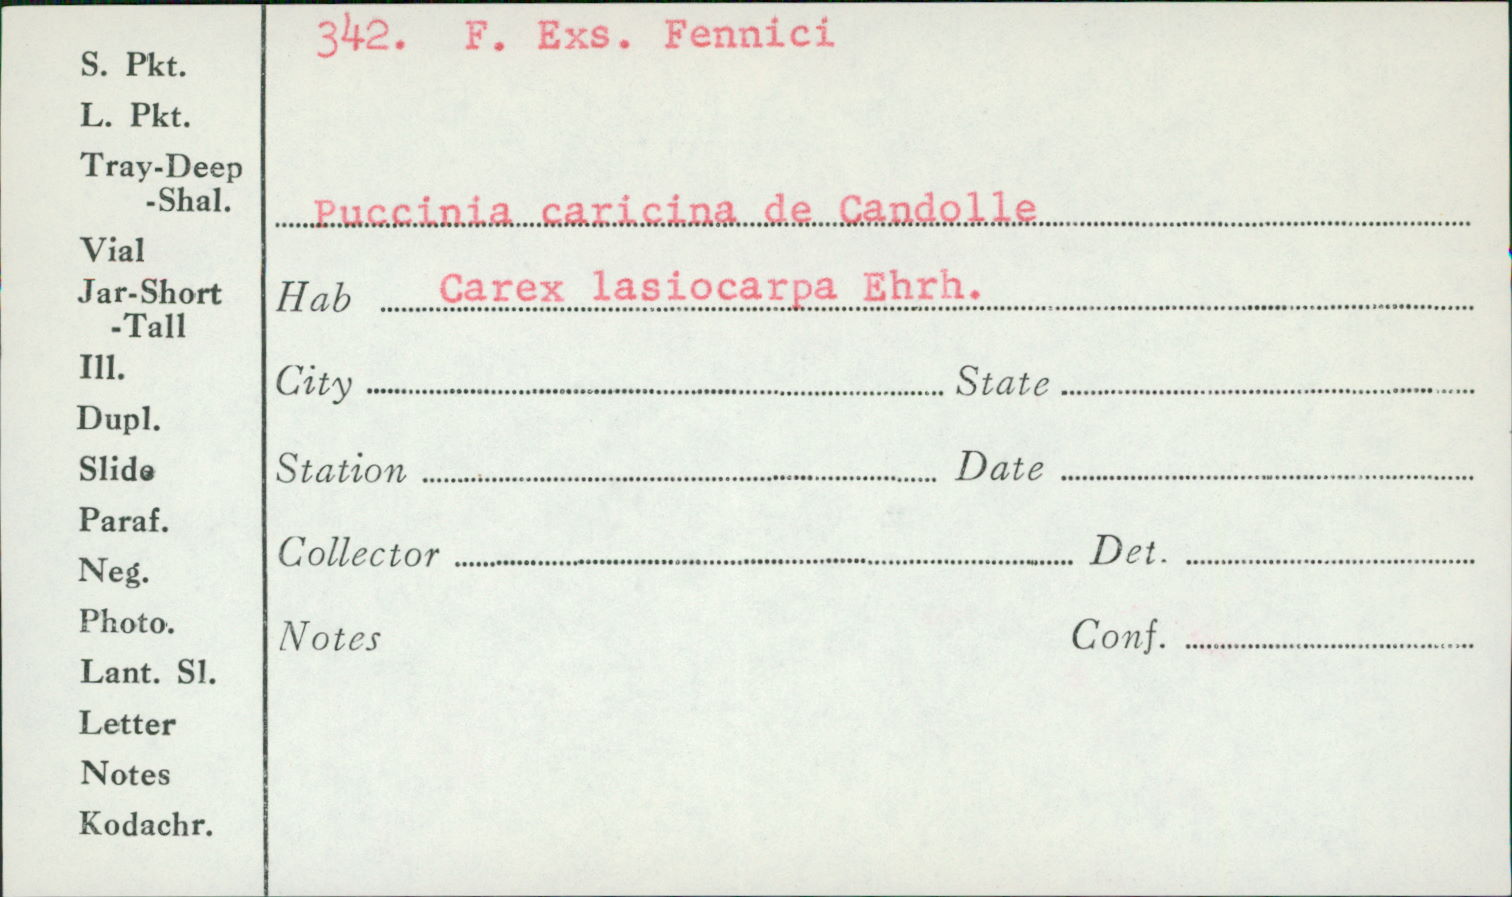 342. F. Exs. Fennici
S. Pkt.
L. Pkt.
Tray-Deep
-Shal.
Puccinia caricina de Candolle
Vial
Jar-Short
-Tall
Hab Carex lasiocarpa Ehrh.
Ill.
City State
Dupl.
Slide
Station Date
Paraf.
Neg.
Collector Det.
Photo.
Notes Conf.
Lant. Sl.
Letter
Notes
Kodachr.